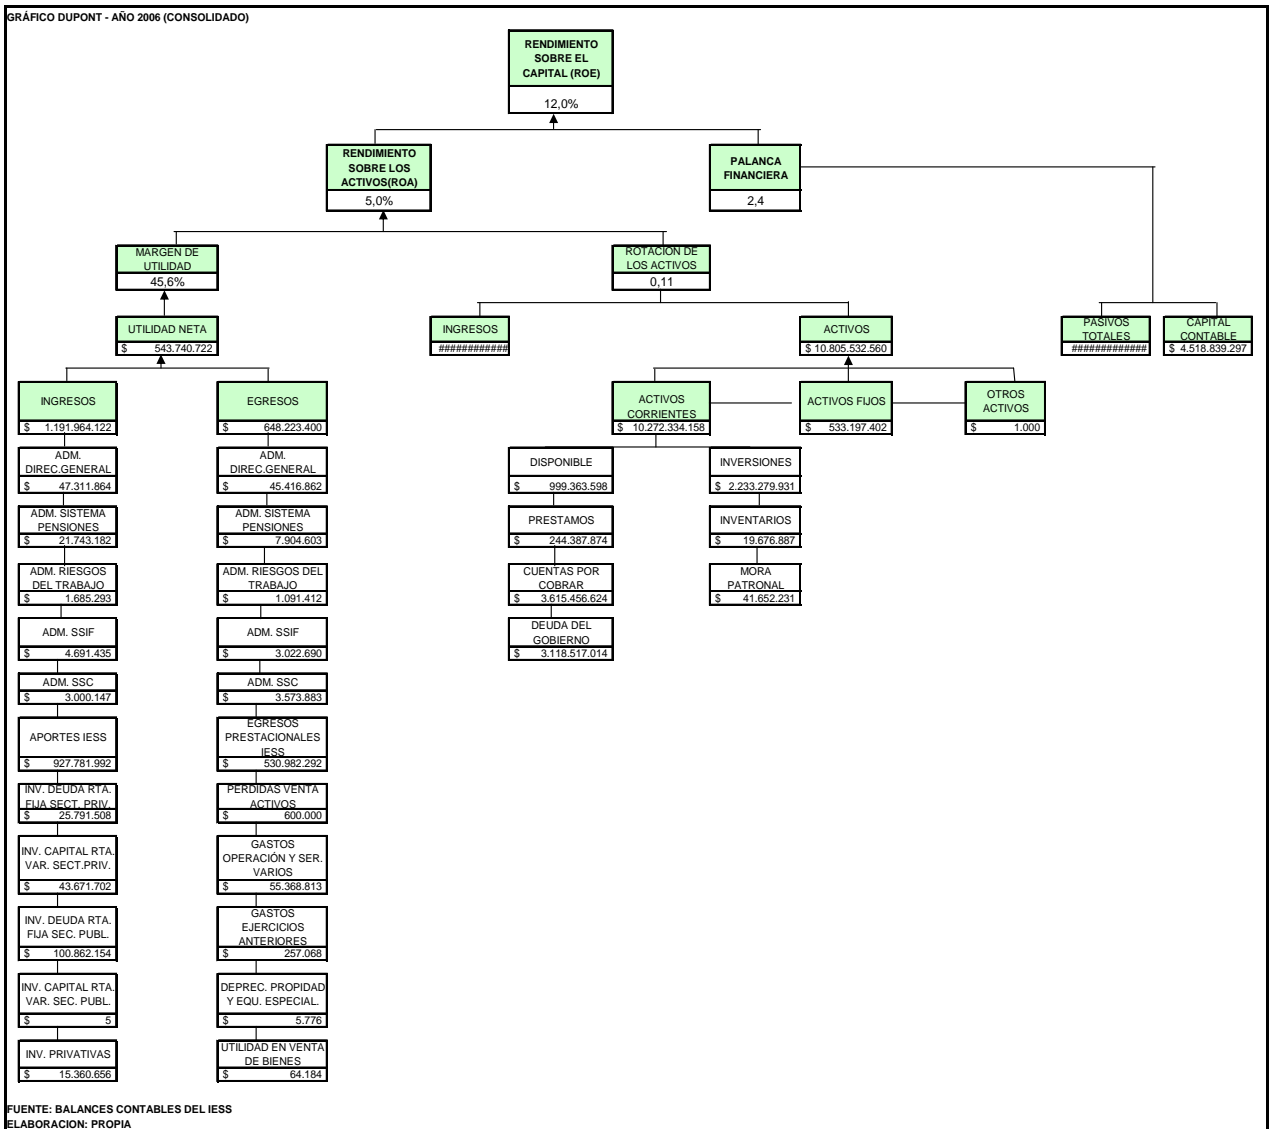 GRÁFICO DUPONT - AÑO 2006 (CONSOLIDADO)
RENDIMIENTO
SOBRE EL
CAPITAL (ROE)
12,0%
RENDIMIENTO
SOBRE LOS
ACTIVOS(ROA)
5,0%
PALANCA
FINANCIERA
2,4
MARGEN DE
UTILIDAD
45,6%
ROTACION DE
LOS ACTIVOS
0,11
UTILIDAD NETA
$ 543.740.722
INGRESOS
############
ACTIVOS
$ 10.805.532.560
PASIVOS
TOTALES
#############
CAPITAL
CONTABLE
$ 4.518.839.297
INGRESOS
$ 1.191.964.122
EGRESOS
$ 648.223.400
ACTIVOS
CORRIENTES
$ 10.272.334.158
ACTIVOS FIJOS
$ 533.197.402
OTROS
ACTIVOS
$ 1.000
ADM.
DIREC.GENERAL
$ 47.311.864
ADM.
DIREC.GENERAL
$ 45.416.862
DISPONIBLE
$ 999.363.598
INVERSIONES
$ 2.233.279.931
ADM. SISTEMA
PENSIONES
$ 21.743.182
ADM. SISTEMA
PENSIONES
$ 7.904.603
PRESTAMOS
$ 244.387.874
INVENTARIOS
$ 19.676.887
ADM. RIESGOS
DEL TRABAJO
$ 1.685.293
ADM. RIESGOS DEL
TRABAJO
$ 1.091.412
CUENTAS POR
COBRAR
$ 3.615.456.624
MORA
PATRONAL
$ 41.652.231
ADM. SSIF
$ 4.691.435
ADM. SSIF
$ 3.022.690
DEUDA DEL
GOBIERNO
$ 3.118.517.014
ADM. SSC
$ 3.000.147
ADM. SSC
$ 3.573.883
APORTES IESS
$ 927.781.992
EGRESOS
PRESTACIONALES
IESS
$ 530.982.292
INV. DEUDA RTA.
FIJA SECT. PRIV.
$ 25.791.508
PERDIDAS VENTA
ACTIVOS
$ 600.000
INV. CAPITAL RTA.
VAR. SECT.PRIV.
$ 43.671.702
GASTOS
OPERACIÓN Y SER.
VARIOS
$ 55.368.813
INV. DEUDA RTA.
FIJA SEC. PUBL.
$ 100.862.154
GASTOS
EJERCICIOS
ANTERIORES
$ 257.068
INV. CAPITAL RTA.
VAR. SEC. PUBL.
$ 5
DEPREC. PROPIDAD
Y EQU. ESPECIAL.
$ 5.776
INV. PRIVATIVAS
$ 15.360.656
UTILIDAD EN VENTA
DE BIENES
$ 64.184
FUENTE: BALANCES CONTABLES DEL IESS
ELABORACION: PROPIA